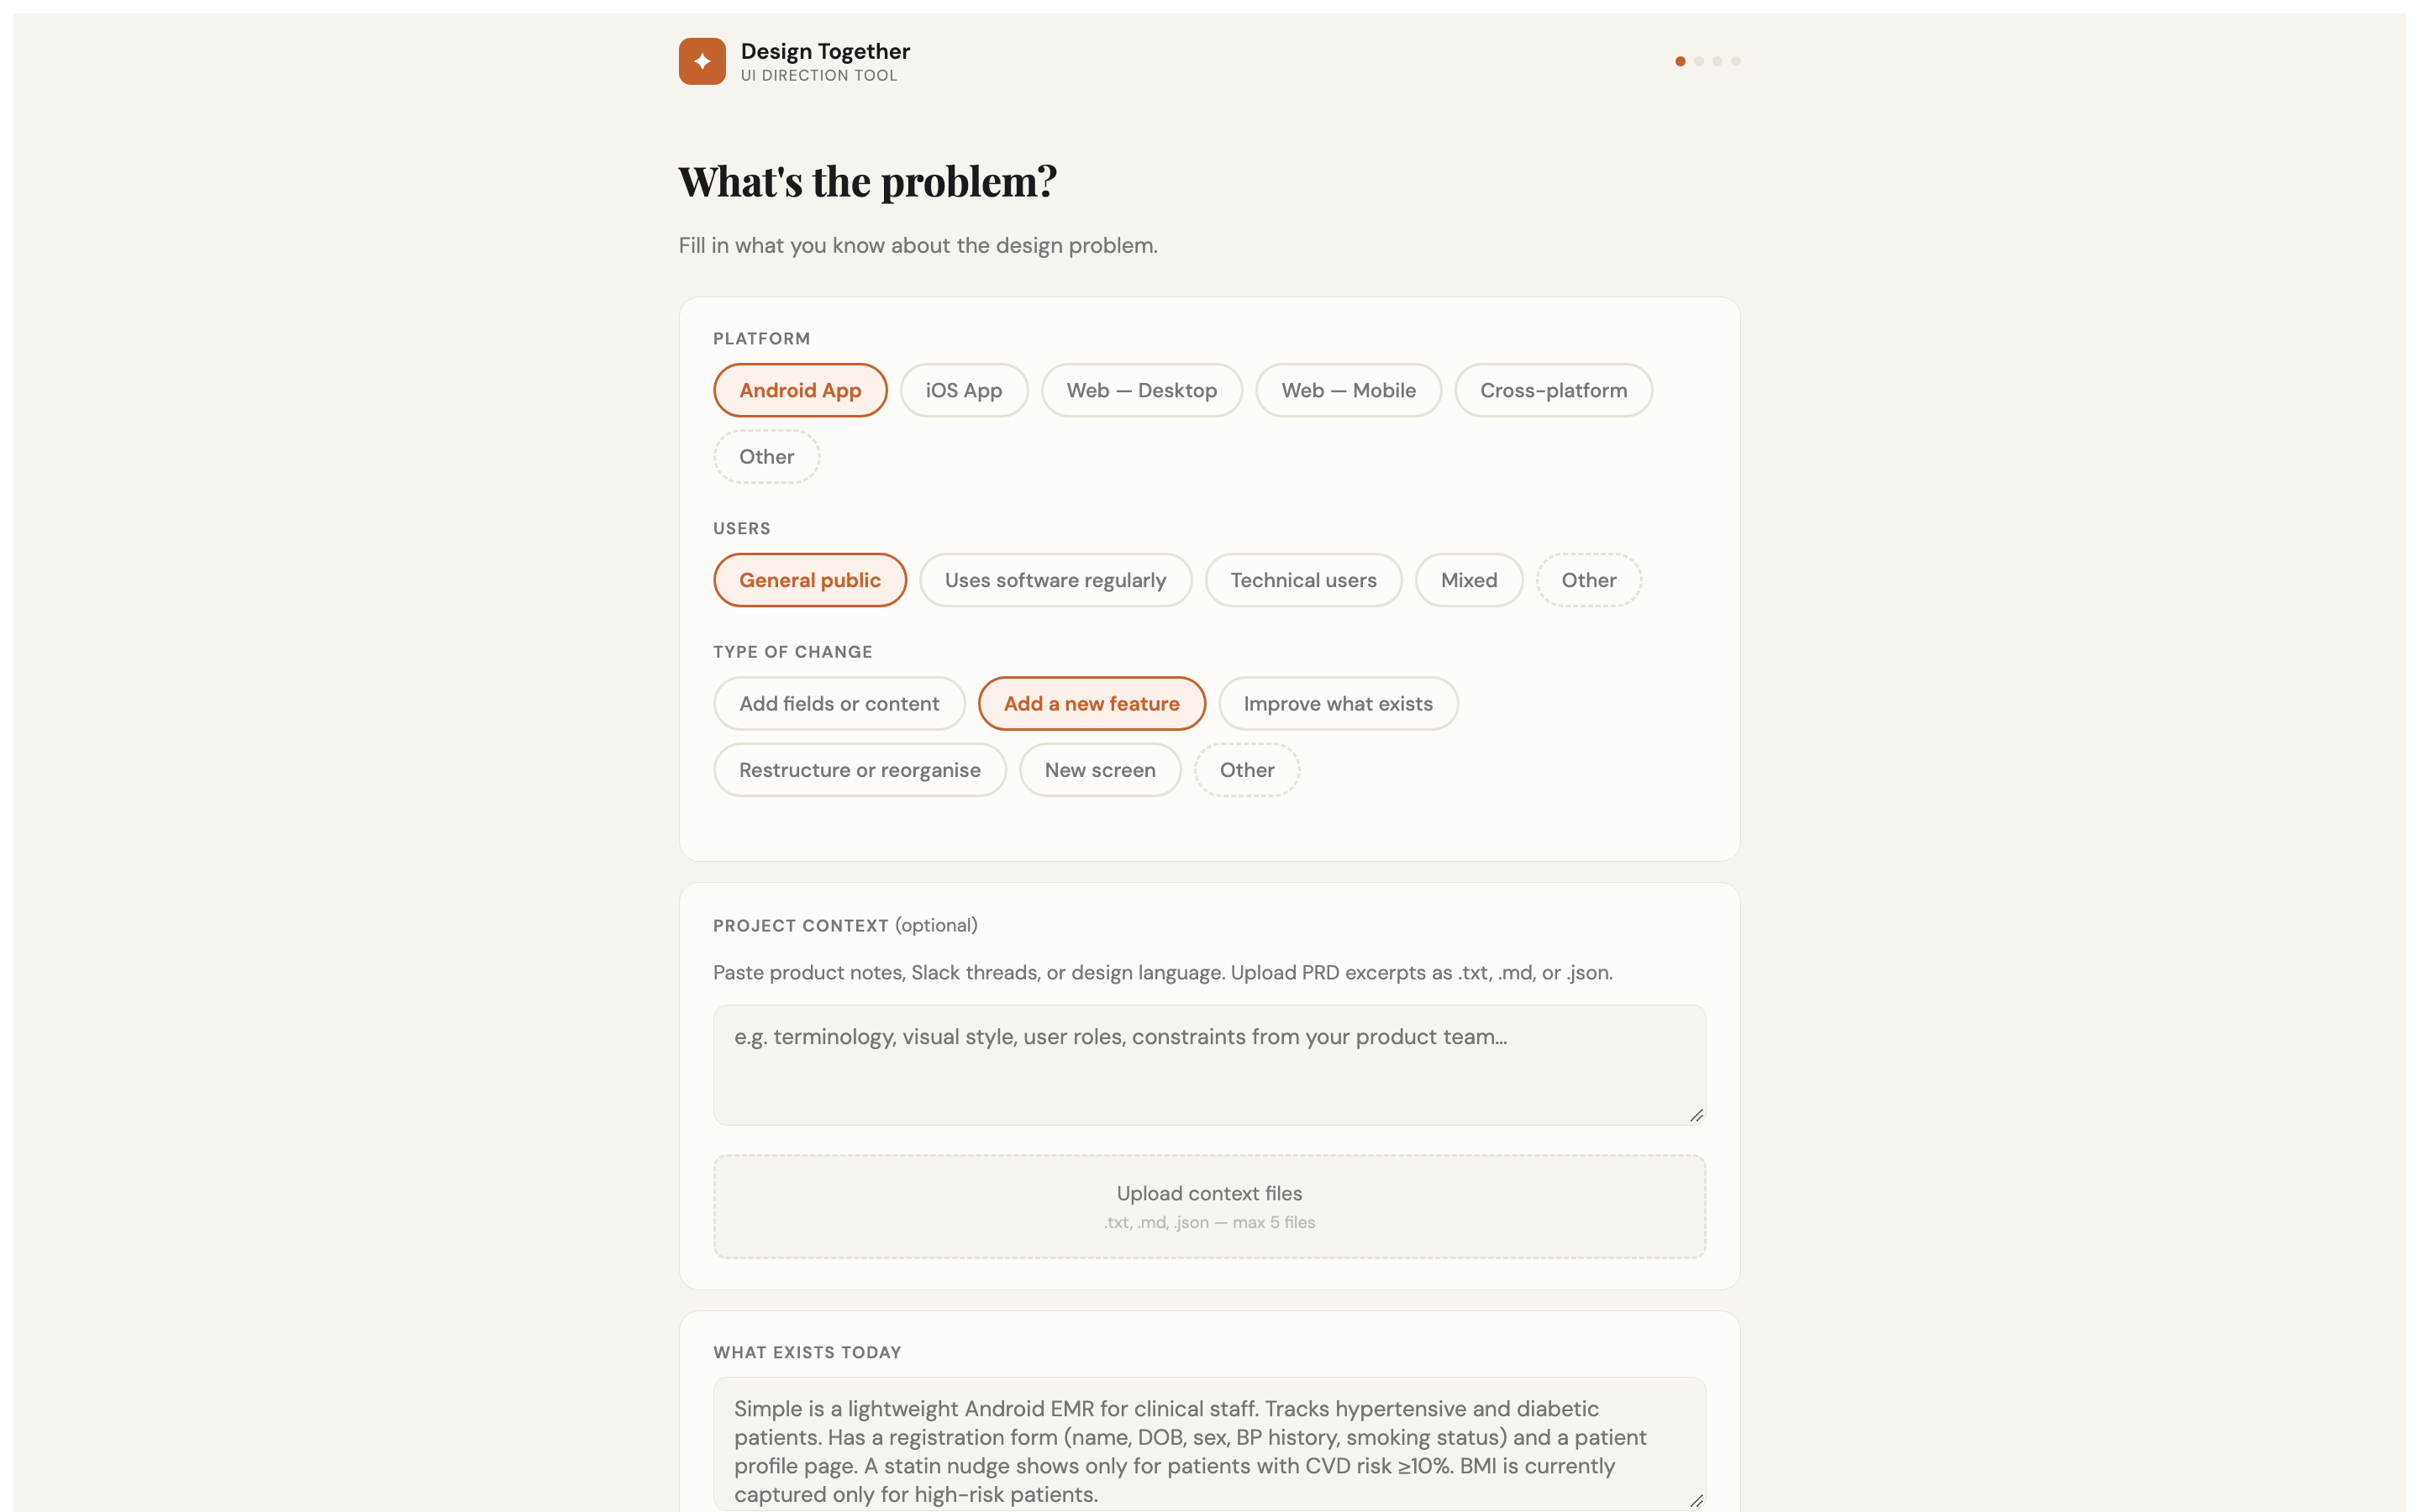 Design Together
UI DIRECTION TOOL
What's the problem?
Fill in what you know about the design problem.
PLATFORM
Android App
iOS App
Web — Desktop
Web — Mobile
Cross-platform
Other
USERS
General public
Uses software regularly
Technical users
Mixed
Other
TYPE OF CHANGE
Add fields or content
Add a new feature
Improve what exists
Restructure or reorganise
New screen
Other
PROJECT CONTEXT (optional)
Paste product notes, Slack threads, or design language. Upload PRD excerpts as .txt, .md, or .json.
e.g. terminology, visual style, user roles, constraints from your product team...
Upload context files
.txt, .md, .json — max 5 files
WHAT EXISTS TODAY
Simple is a lightweight Android EMR for clinical staff. Tracks hypertensive and diabetic
patients. Has a registration form (name, DOB, sex, BP history, smoking status) and a patient
profile page. A statin nudge shows only for patients with CVD risk ≥10%. BMI is currently
captured only for high-risk patients.